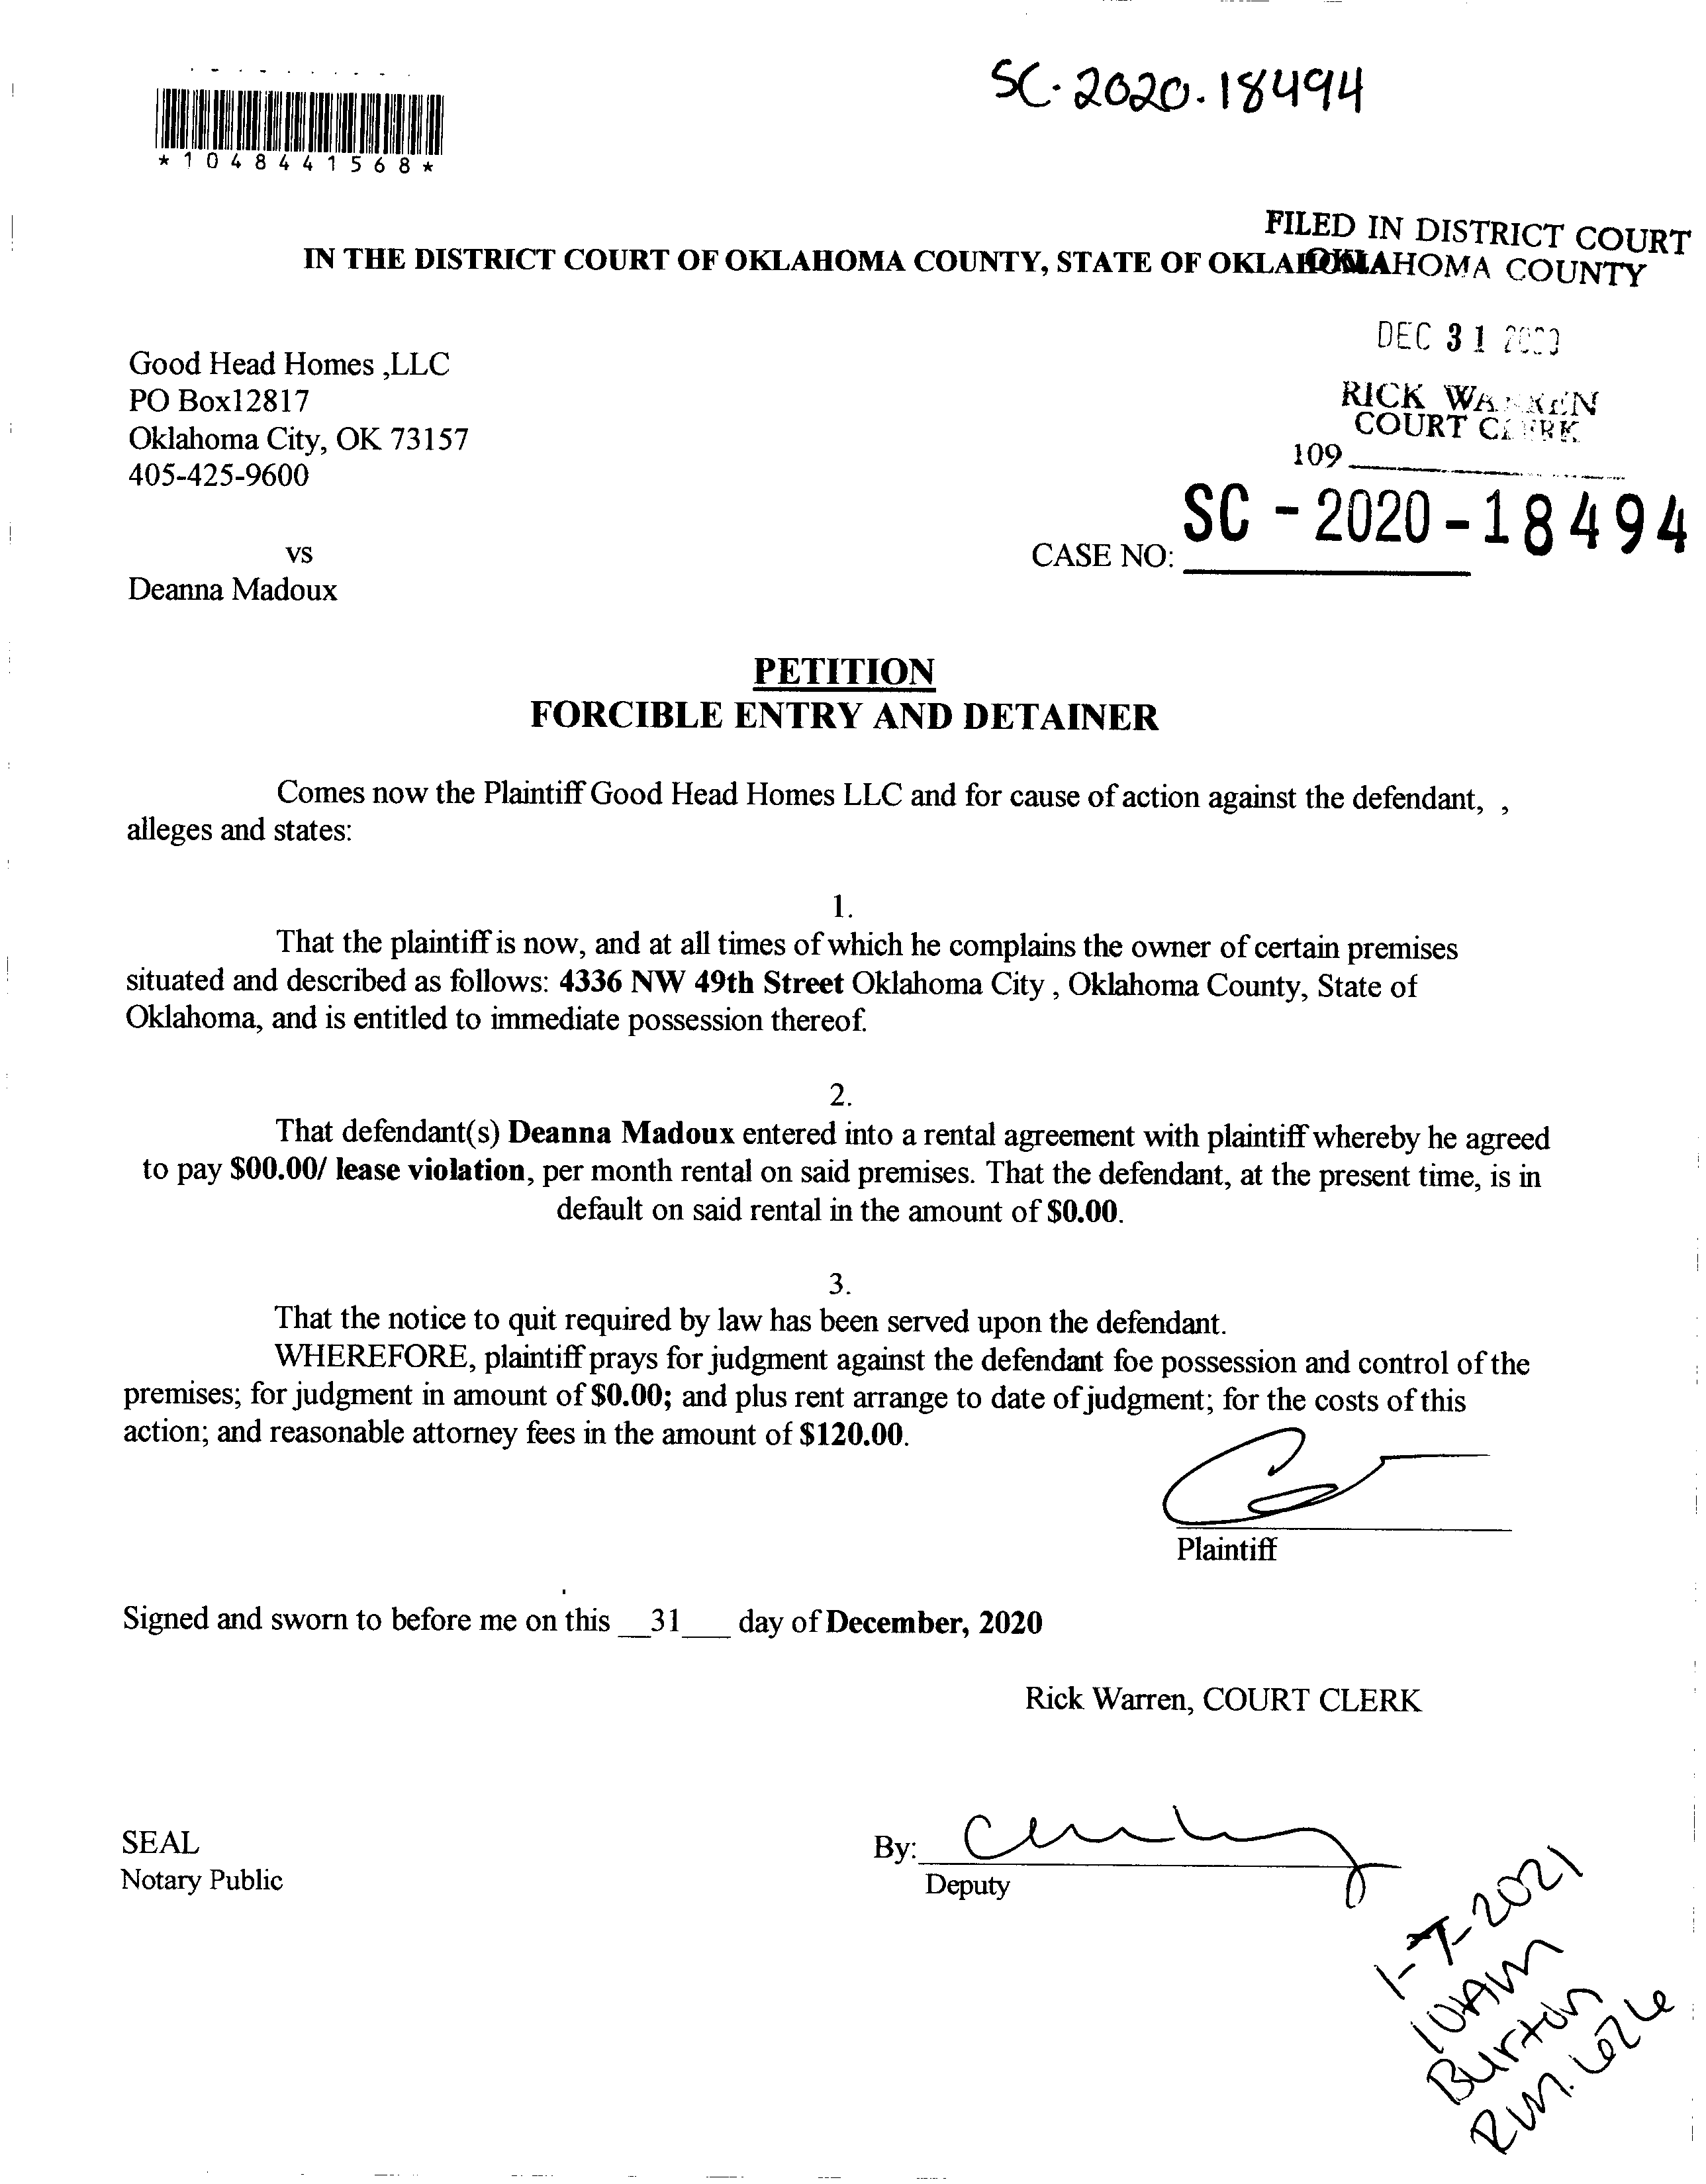 SC-2020-18494
*1048441568*
FILED IN DISTRICT COURT
OKLAHOMA COUNTY
IN THE DISTRICT COURT OF OKLAHOMA COUNTY, STATE OF OKLAHOMA
DEC 31 2020
Good Head Homes ,LLC
PO Box12817
Oklahoma City, OK 73157
405-425-9600
RICK WARREN
COURT CLERK
109
SC - 2020 - 18494
vs
CASE NO:
Deanna Madoux
PETITION
FORCIBLE ENTRY AND DETAINER
Comes now the Plaintiff Good Head Homes LLC and for cause of action against the defendant, ,
alleges and states:
1.
That the plaintiff is now, and at all times of which he complains the owner of certain premises
situated and described as follows: 4336 NW 49th Street Oklahoma City , Oklahoma County, State of
Oklahoma, and is entitled to immediate possession thereof.
2.
That defendant(s) Deanna Madoux entered into a rental agreement with plaintiff whereby he agreed
to pay $00.00/ lease violation, per month rental on said premises. That the defendant, at the present time, is in
default on said rental in the amount of $0.00.
3.
That the notice to quit required by law has been served upon the defendant.
WHEREFORE, plaintiff prays for judgment against the defendant foe possession and control of the
premises; for judgment in amount of $0.00; and plus rent arrange to date of judgment; for the costs of this
action; and reasonable attorney fees in the amount of $120.00.
Plaintiff
Signed and sworn to before me on this __31___ day of December, 2020
Rick Warren, COURT CLERK
SEAL
Notary Public
By:
Deputy
1-7-2021
10AM
Burton
Rm.